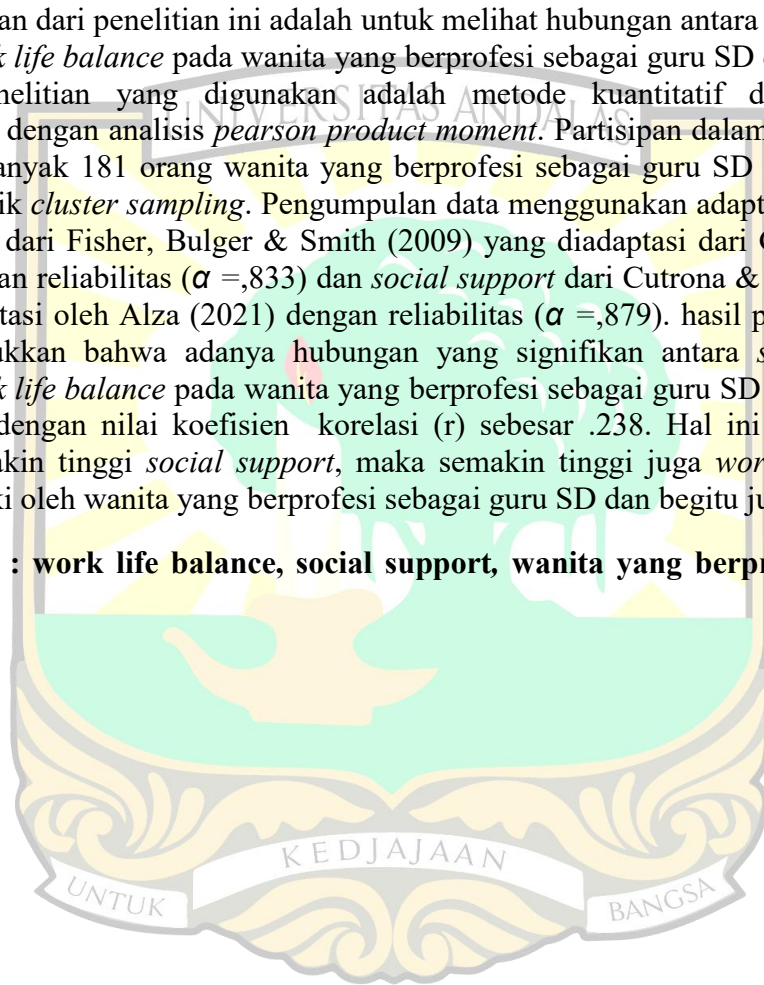 an dari penelitian ini adalah untuk melihat hubungan antara
k life balance pada wanita yang berprofesi sebagai guru SD
nelitian yang digunakan adalah metode kuantitatif d
dengan analisis pearson product moment. Partisipan dalam
anyak 181 orang wanita yang berprofesi sebagai guru SD
ik cluster sampling. Pengumpulan data menggunakan adapt
dari Fisher, Bulger & Smith (2009) yang diadaptasi dari
an reliabilitas (α =,833) dan social support dari Cutrona &
tasi oleh Alza (2021) dengan reliabilitas (α =,879). hasil p
ukkan bahwa adanya hubungan yang signifikan antara s
k life balance pada wanita yang berprofesi sebagai guru SD
dengan nilai koefisien korelasi (r) sebesar .238. Hal ini
akin tinggi social support, maka semakin tinggi juga wor
ki oleh wanita yang berprofesi sebagai guru SD dan begitu ju
: work life balance, social support, wanita yang berpr
UNIVERSITAS ANDALAS
KEDJAJAAN
UNTUK BANGSA